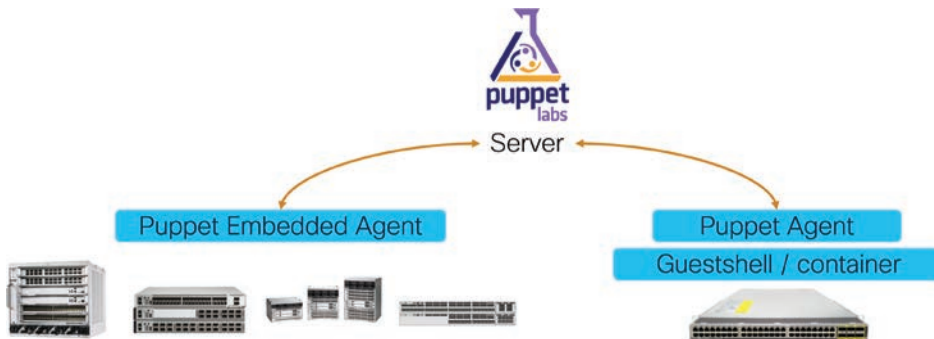 puppet
labs
Server
Puppet Embedded Agent
Puppet Agent
Guestshell / container